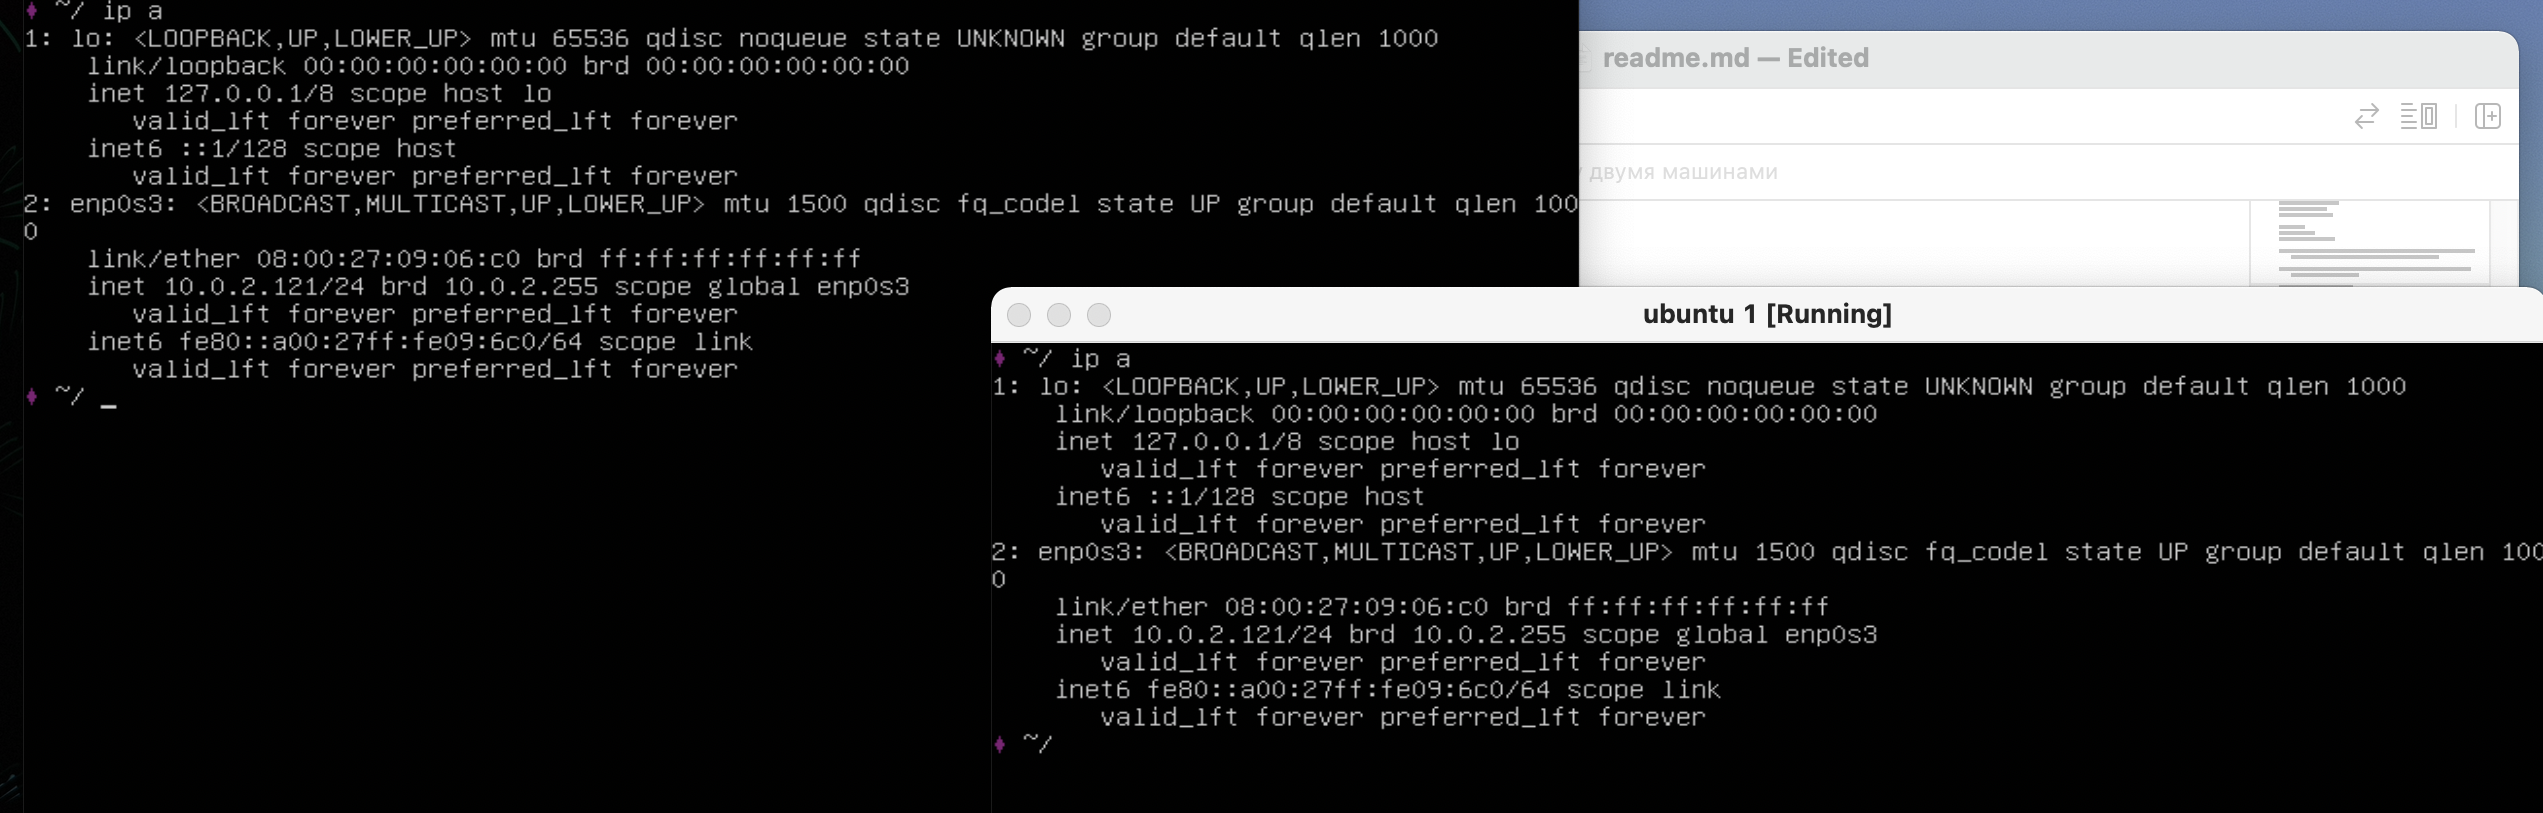 ~/ ip a
1: lo: <LOOPBACK,UP,LOWER_UP> mtu 65536 qdisc noqueue state UNKNOWN group default qlen 1000
link/loopback 00:00:00:00:00:00 brd 00:00:00:00:00:00
inet 127.0.0.1/8 scope host lo
valid_lft forever preferred_lft forever
inet6 ::1/128 scope host
valid_lft forever preferred_lft forever
2: enp0s3: <BROADCAST,MULTICAST,UP,LOWER_UP> mtu 1500 qdisc fq_codel state UP group default qlen 100
0
link/ether 08:00:27:09:06:c0 brd ff:ff:ff:ff:ff:ff
inet 10.0.2.121/24 brd 10.0.2.255 scope global enp0s3
valid_lft forever preferred_lft forever
inet6 fe80::a00:27ff:fe09:6c0/64 scope link
valid_lft forever preferred_lft forever
~/ _
readme.md — Edited
двумя машинами
ubuntu 1 [Running]
~/ ip a
1: lo: <LOOPBACK,UP,LOWER_UP> mtu 65536 qdisc noqueue state UNKNOWN group default qlen 1000
link/loopback 00:00:00:00:00:00 brd 00:00:00:00:00:00
inet 127.0.0.1/8 scope host lo
valid_lft forever preferred_lft forever
inet6 ::1/128 scope host
valid_lft forever preferred_lft forever
2: enp0s3: <BROADCAST,MULTICAST,UP,LOWER_UP> mtu 1500 qdisc fq_codel state UP group default qlen 100
0
link/ether 08:00:27:09:06:c0 brd ff:ff:ff:ff:ff:ff
inet 10.0.2.121/24 brd 10.0.2.255 scope global enp0s3
valid_lft forever preferred_lft forever
inet6 fe80::a00:27ff:fe09:6c0/64 scope link
valid_lft forever preferred_lft forever
~/